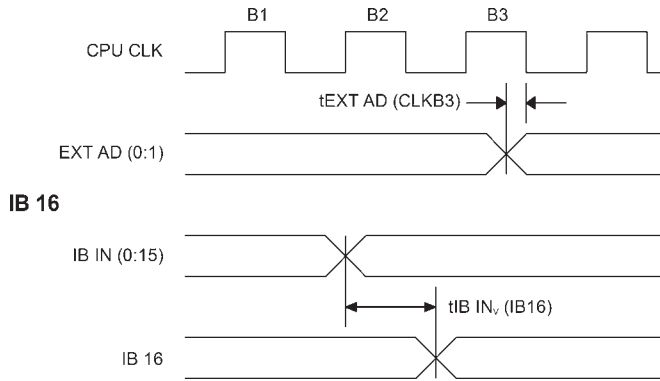 B1 B2 B3
CPU CLK
tEXT AD (CLKB3)
EXT AD (0:1)
IB 16
IB IN (0:15)
tIB INᵥ (IB16)
IB 16